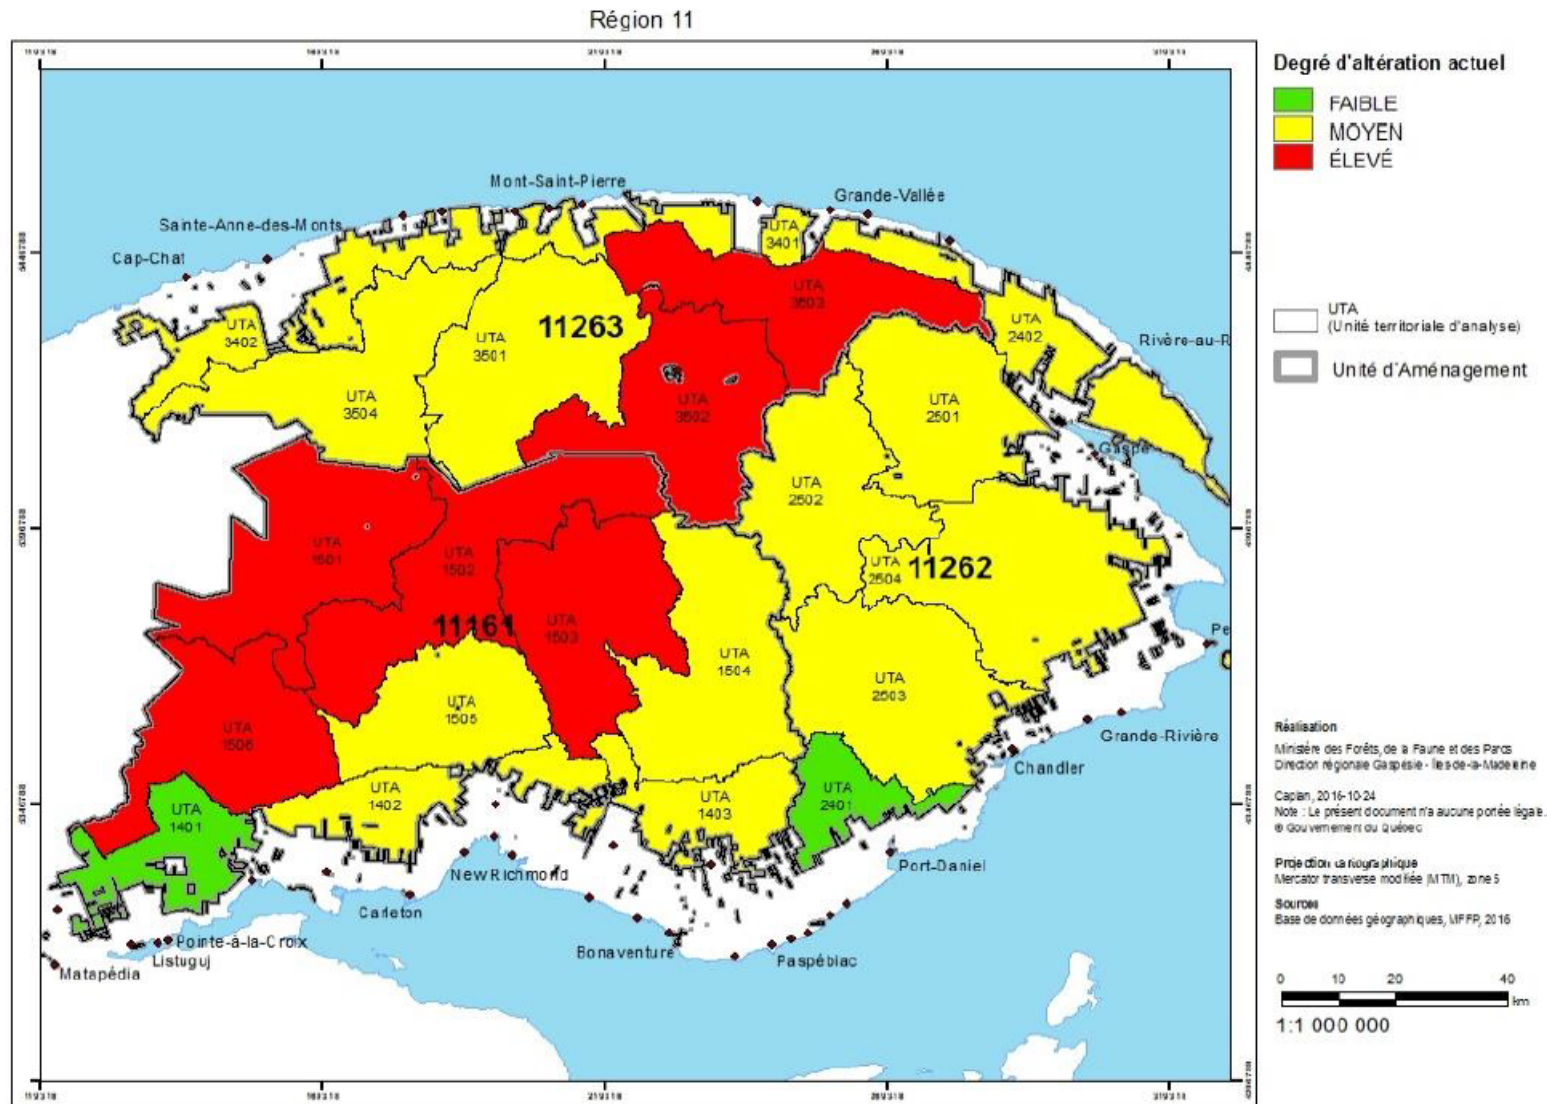 Région 11
Degré d'altération actuel
FAIBLE
MOYEN
ÉLEVÉ
UTA
(Unité territoriale d'analyse)
Unité d'Aménagement
Mont-Saint-Pierre
Grande-Vallée
Sainte-Anne-des-Monts
Cap-Chat
Rivière-au-R
Gaspé
Pe
Grande-Rivière
Chandler
Port-Daniel
New Richmond
Carleton
Bonaventure
Paspébiac
Pointe-à-la-Croix
Listuguj
Matapédia
UTA
3401
UTA
3503
UTA
2402
UTA
3402
UTA
3501
11263
UTA
3504
UTA
3502
UTA
2501
UTA
2502
UTA
1501
UTA
1502
UTA
2504
11262
11161
UTA
1503
UTA
1504
UTA
2503
UTA
1505
UTA
1506
UTA
1401
UTA
1402
UTA
1403
UTA
2401
Réalisation
Ministère des Forêts, de la Faune et des Parcs
Direction régionale Gaspésie - Îles-de-la-Madeleine
Caplan, 2016-10-24
Note : Le présent document n'a aucune portée légale.
© Gouvernement du Québec
Projection cartographique
Mercator transverse modifiée (MTM), zone 5
Sources
Base de données géographiques, MFFP, 2016
0 10 20 40
km
1:1 000 000